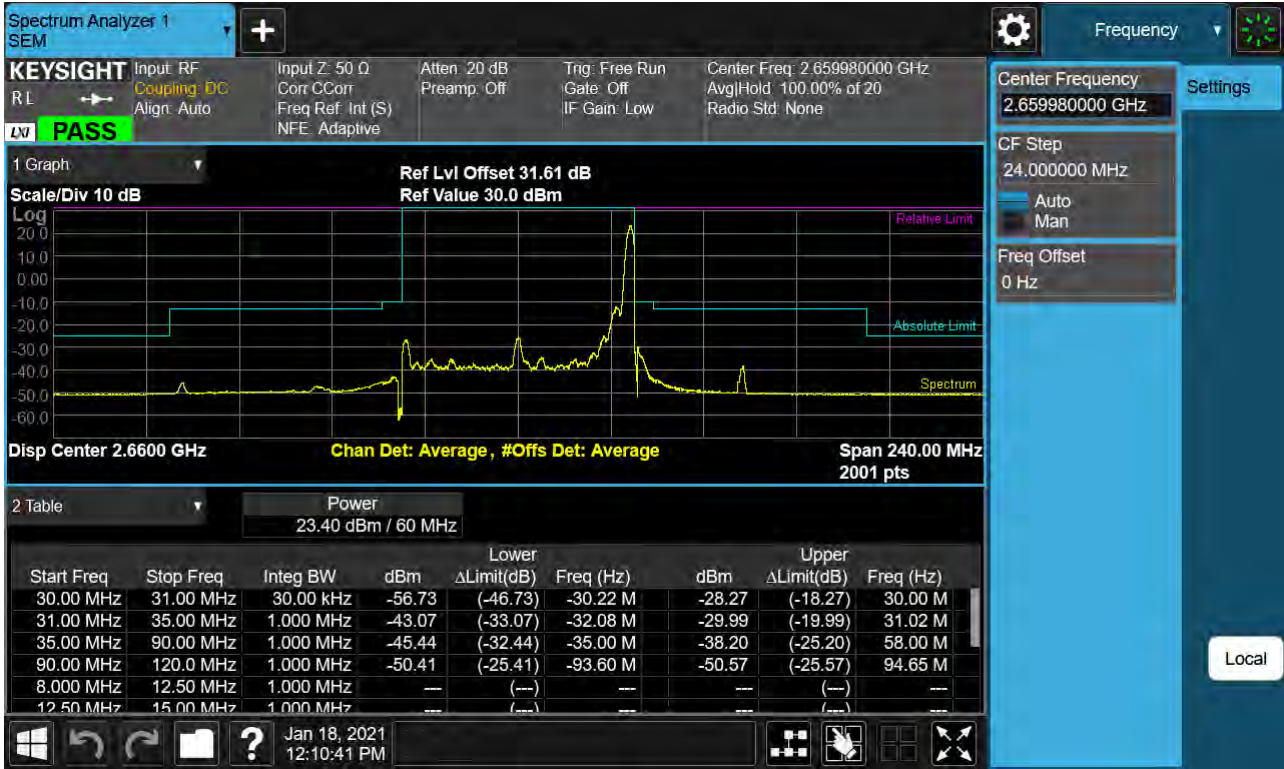 Spectrum Analyzer 1
SEM
Frequency
KEYSIGHT
R L
LXI
PASS
Input: RF
Coupling: DC
Align: Auto
Input Z: 50 Ω
Corr CCorr
Freq Ref: Int (S)
NFE: Adaptive
Atten: 20 dB
Preamp: Off
Trig: Free Run
Gate: Off
IF Gain: Low
Center Freq: 2.659980000 GHz
Avg|Hold: 100.00% of 20
Radio Std: None
Center Frequency
2.659980000 GHz
Settings
CF Step
24.000000 MHz
Auto
Man
Freq Offset
0 Hz
1 Graph
Ref Lvl Offset 31.61 dB
Scale/Div 10 dB
Ref Value 30.0 dBm
Log
20.0
10.0
0.00
-10.0
-20.0
-30.0
-40.0
-50.0
-60.0
Relative Limit
Absolute Limit
Spectrum
Disp Center 2.6600 GHz
Chan Det: Average , #Offs Det: Average
Span 240.00 MHz
2001 pts
2 Table
Power
23.40 dBm / 60 MHz
Lower Upper
Start Freq Stop Freq Integ BW dBm ΔLimit(dB) Freq (Hz) dBm ΔLimit(dB) Freq (Hz)
30.00 MHz 31.00 MHz 30.00 kHz -56.73 (-46.73) -30.22 M -28.27 (-18.27) 30.00 M
31.00 MHz 35.00 MHz 1.000 MHz -43.07 (-33.07) -32.08 M -29.99 (-19.99) 31.02 M
35.00 MHz 90.00 MHz 1.000 MHz -45.44 (-32.44) -35.00 M -38.20 (-25.20) 58.00 M
90.00 MHz 120.0 MHz 1.000 MHz -50.41 (-25.41) -93.60 M -50.57 (-25.57) 94.65 M
8.000 MHz 12.50 MHz 1.000 MHz --- (---) --- --- (---) ---
12.50 MHz 15.00 MHz 1.000 MHz --- (---) --- --- (---) ---
Local
?
Jan 18, 2021
12:10:41 PM